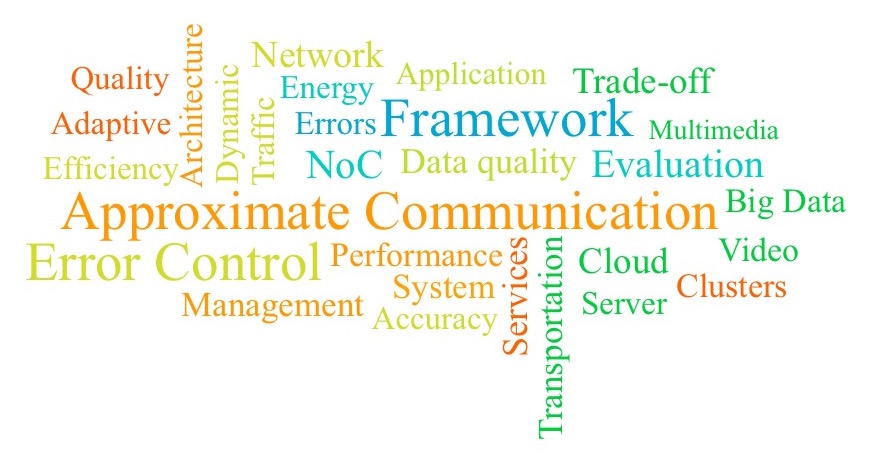 Architecture
Network
Quality
Dynamic
Energy
Application
Trade-off
Adaptive
Traffic
Errors
Framework
Multimedia
Efficiency
NoC
Data quality
Evaluation
Approximate Communication
Big Data
Error Control
Performance
Services
Transportation
Cloud
Video
Management
System
Server
Clusters
Accuracy